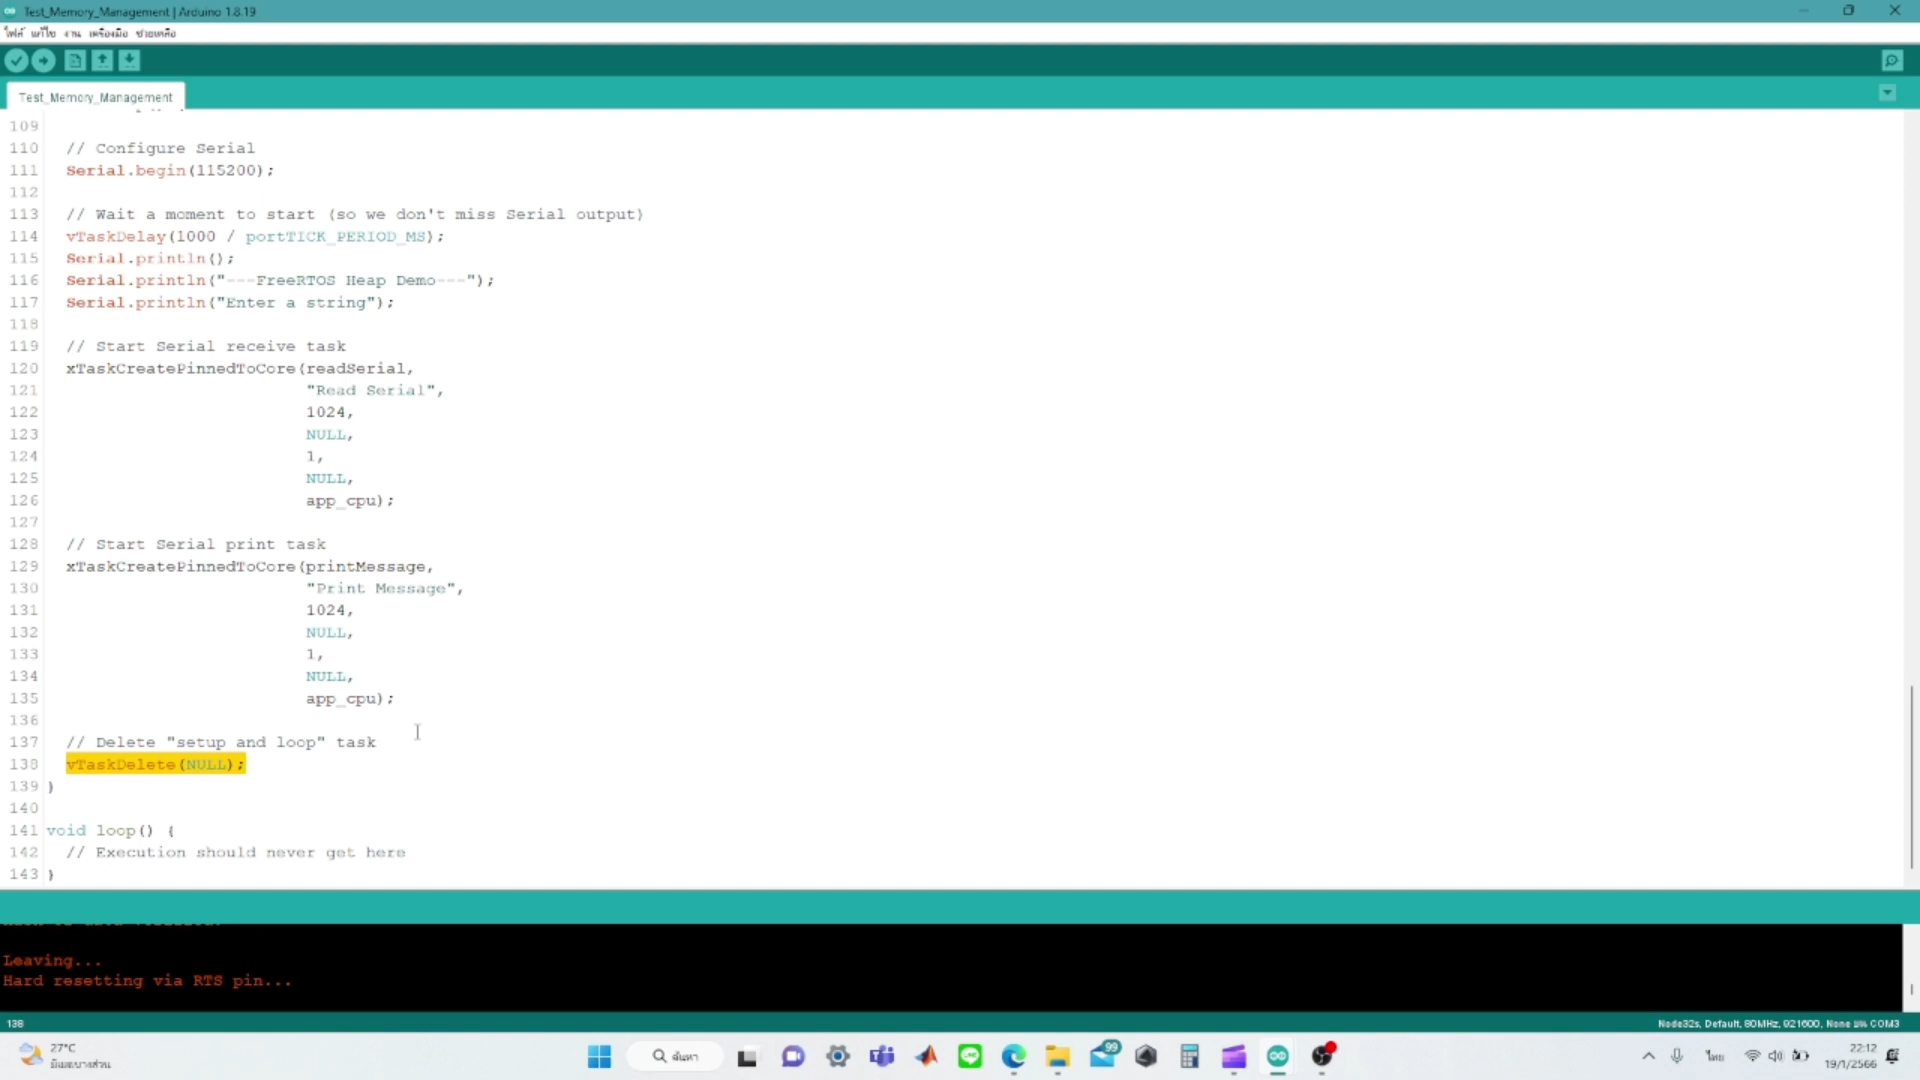 Test_Memory_Management | Arduino 1.8.19
ไฟล์ แก้ไข งาน เครื่องมือ ช่วยเหลือ
Test_Memory_Management
109
110 // Configure Serial
111 Serial.begin(115200);
112
113 // Wait a moment to start (so we don't miss Serial output)
114 vTaskDelay(1000 / portTICK_PERIOD_MS);
115 Serial.println();
116 Serial.println("---FreeRTOS Heap Demo---");
117 Serial.println("Enter a string");
118
119 // Start Serial receive task
120 xTaskCreatePinnedToCore(readSerial,
121 "Read Serial",
122 1024,
123 NULL,
124 1,
125 NULL,
126 app_cpu);
127
128 // Start Serial print task
129 xTaskCreatePinnedToCore(printMessage,
130 "Print Message",
131 1024,
132 NULL,
133 1,
134 NULL,
135 app_cpu);
136
137 // Delete "setup and loop" task
138 vTaskDelete(NULL);
139 }
140
141 void loop() {
142 // Execution should never get here
143 }
Leaving...
Hard resetting via RTS pin...
138
Node32s, Default, 80MHz, 921600, None บน COM3
27°C
มีแดดบางส่วน
ค้นหา
99
ไทย
22:12
19/1/2566